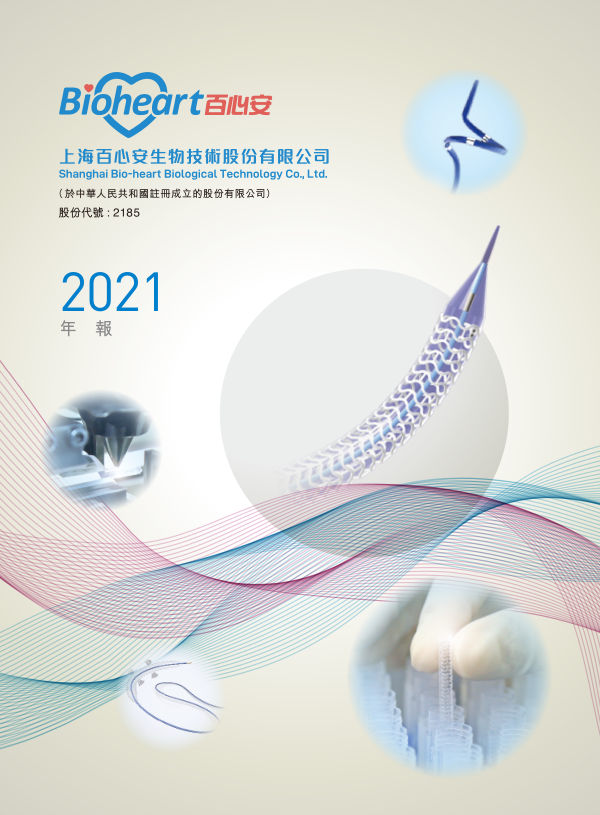 Bioheart百心安
上海百心安生物技術股份有限公司
Shanghai Bio-heart Biological Technology Co., Ltd.
（於中華人民共和國註冊成立的股份有限公司）
股份代號 : 2185
2021
年 報